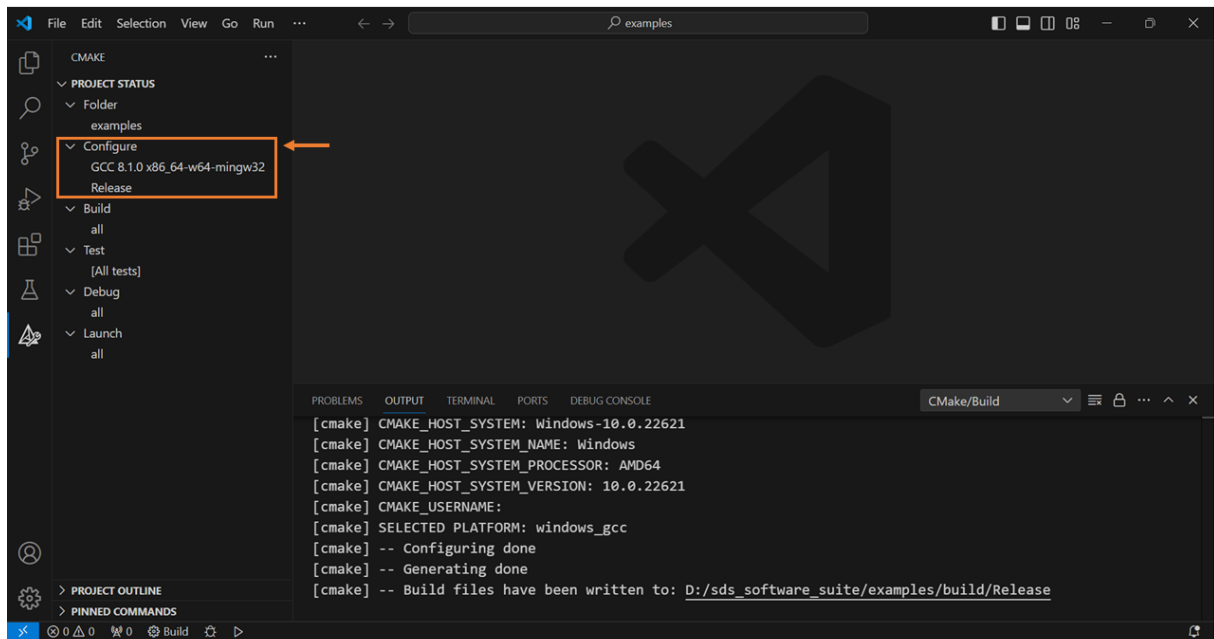 File Edit Selection View Go Run ··· examples
CMAKE ···
PROJECT STATUS
Folder
examples
Configure
GCC 8.1.0 x86_64-w64-mingw32
Release
Build
all
Test
[All tests]
Debug
all
Launch
all
PROBLEMS OUTPUT TERMINAL PORTS DEBUG CONSOLE CMake/Build
[cmake] CMAKE_HOST_SYSTEM: Windows-10.0.22621
[cmake] CMAKE_HOST_SYSTEM_NAME: Windows
[cmake] CMAKE_HOST_SYSTEM_PROCESSOR: AMD64
[cmake] CMAKE_HOST_SYSTEM_VERSION: 10.0.22621
[cmake] CMAKE_USERNAME:
[cmake] SELECTED PLATFORM: windows_gcc
[cmake] -- Configuring done
[cmake] -- Generating done
[cmake] -- Build files have been written to: D:/sds_software_suite/examples/build/Release
PROJECT OUTLINE
PINNED COMMANDS
0 0 0 Build